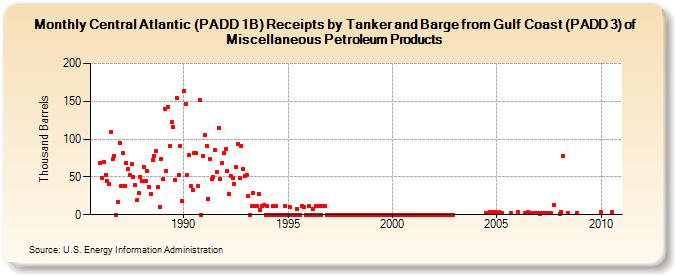 Monthly Central Atlantic (PADD 1B) Receipts by Tanker and Barge from Gulf Coast (PADD 3) of
Miscellaneous Petroleum Products
Thousand Barrels
200
150
100
50
0
1990 1995 2000 2005 2010
Source: U.S. Energy Information Administration